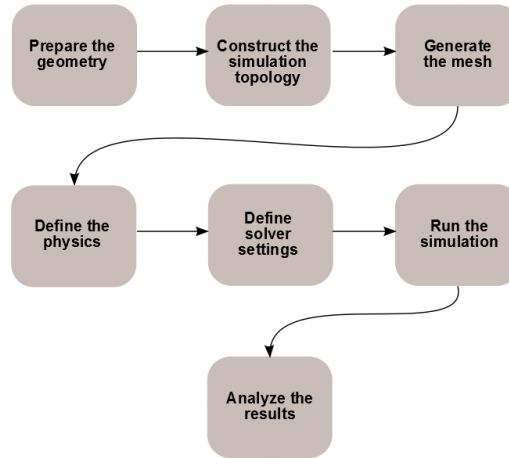 Prepare the
geometry
Construct the
simulation
topology
Generate
the mesh
Define the
physics
Define
solver
settings
Run the
simulation
Analyze the
results